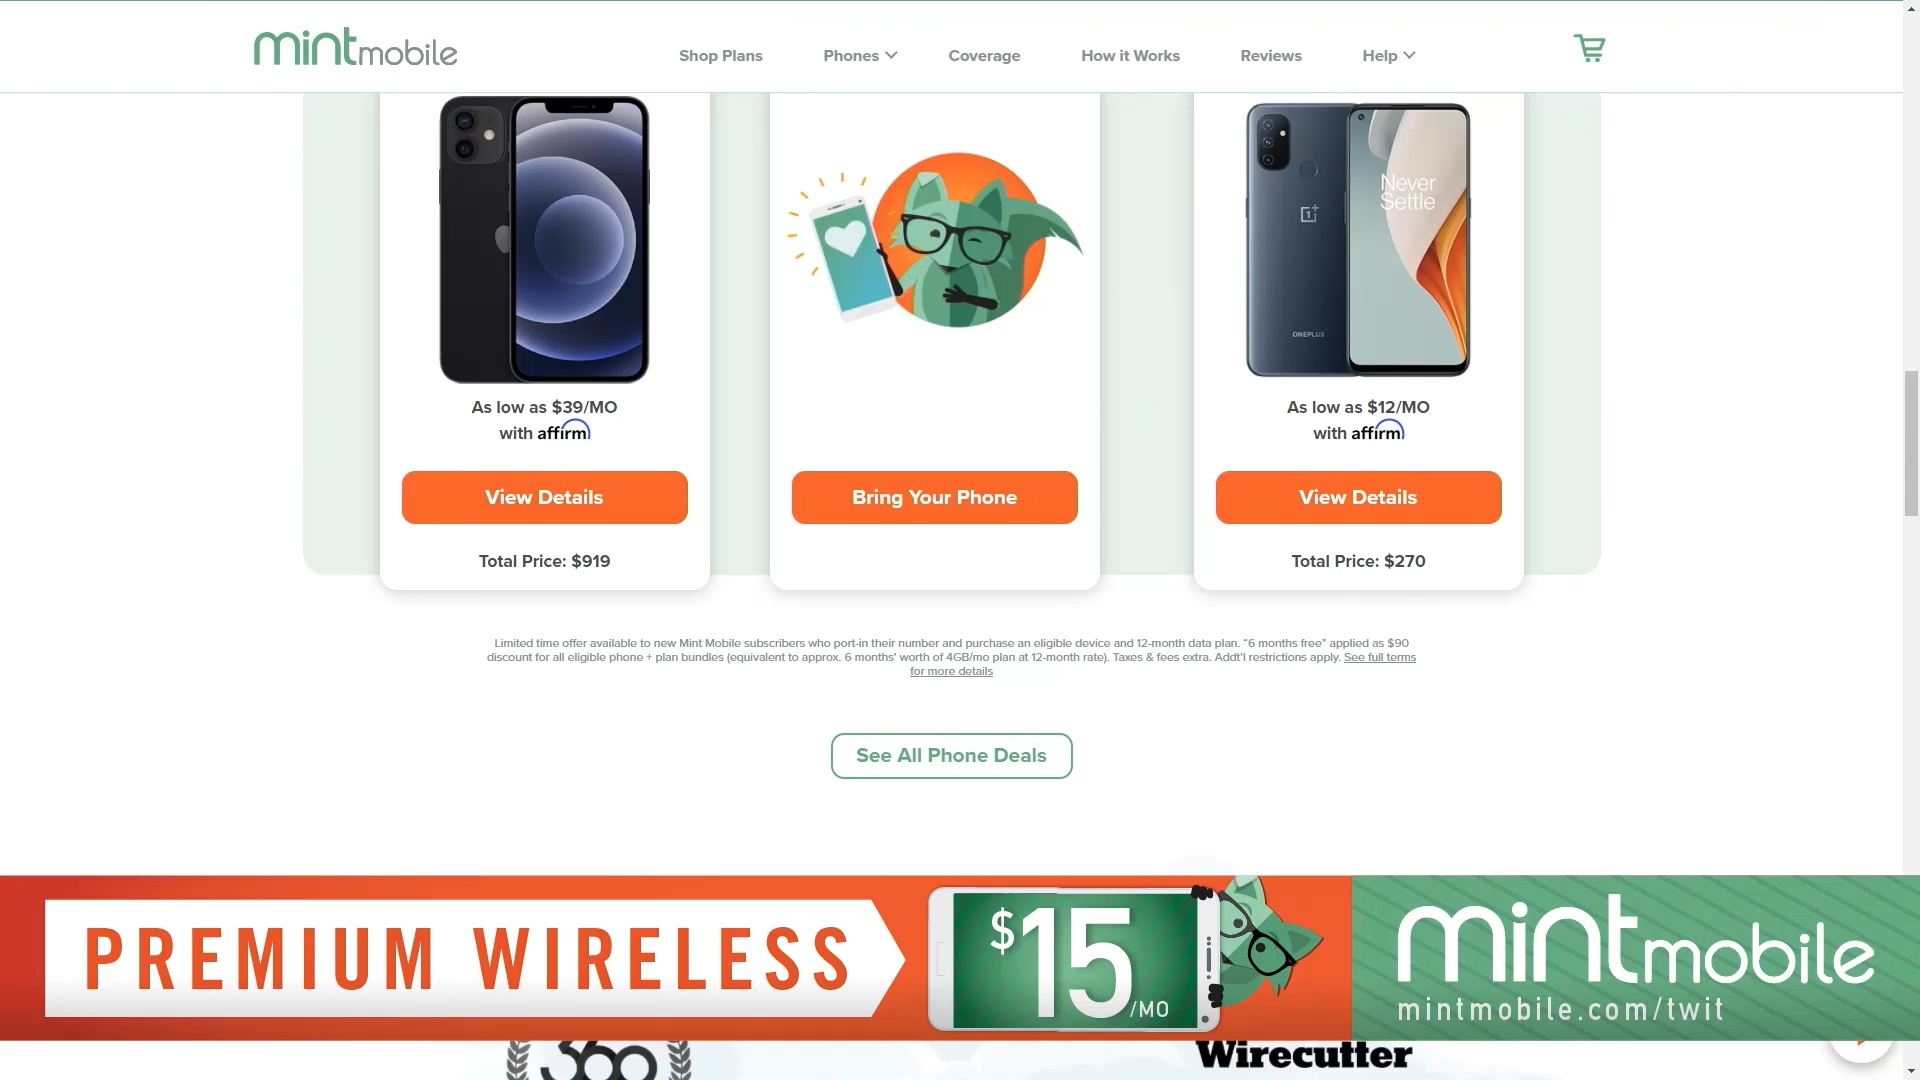 mintmobile
Shop Plans
Phones
Coverage
How it Works
Reviews
Help
Never
Settle
ONEPLUS
As low as $39/MO
with affirm
View Details
Total Price: $919
Bring Your Phone
As low as $12/MO
with affirm
View Details
Total Price: $270
Limited time offer available to new Mint Mobile subscribers who port-in their number and purchase an eligible device and 12-month data plan. “6 months free” applied as $90
discount for all eligible phone + plan bundles (equivalent to approx. 6 months' worth of 4GB/mo plan at 12-month rate). Taxes & fees extra. Addt'l restrictions apply. See full terms
for more details
See All Phone Deals
PREMIUM WIRELESS
$15/MO
mintmobile
mintmobile.com/twit
360
Wirecutter